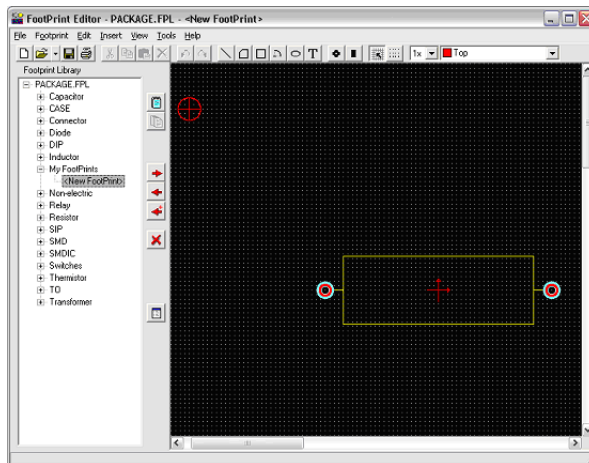 FootPrint Editor - PACKAGE.FPL - <New FootPrint>
File Footprint Edit Insert View Tools Help
T 1x Top
Footprint Library
PACKAGE.FPL
Capacitor
CASE
Connector
Diode
DIP
Inductor
My FootPrints
<New FootPrint>
Non-electric
Relay
Resistor
SIP
SMD
SMDIC
Switches
Thermistor
TO
Transformer